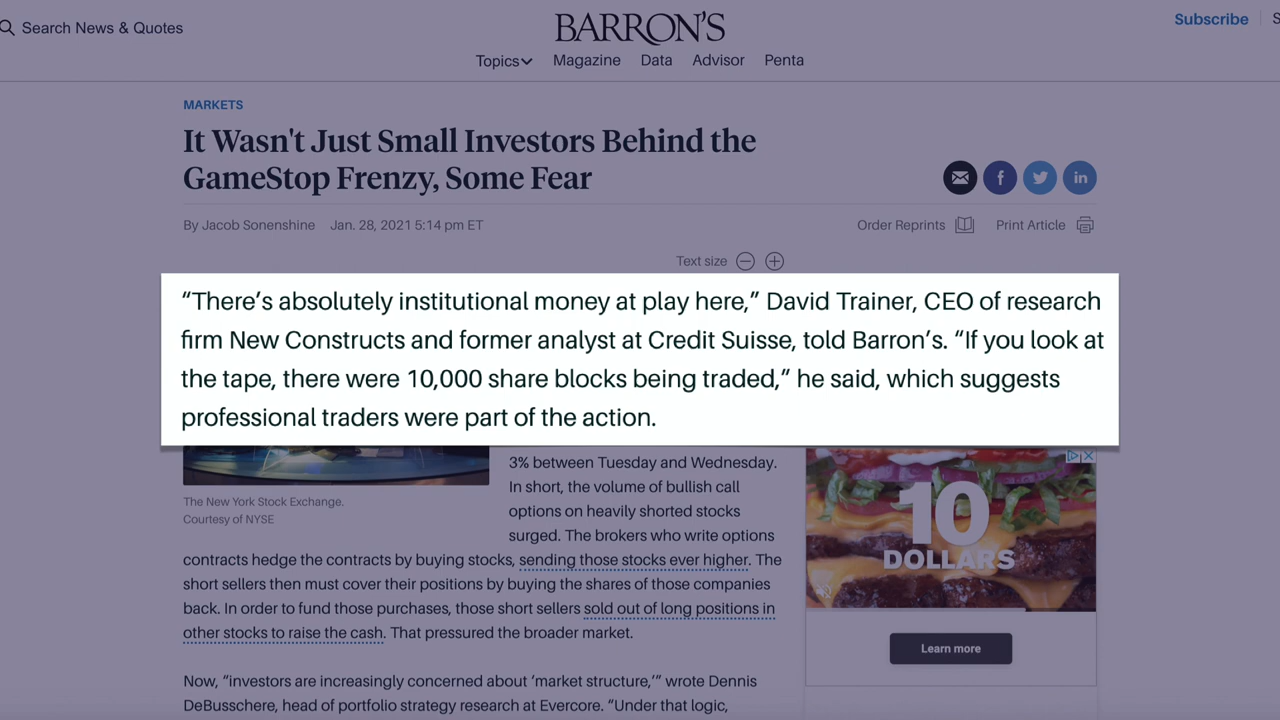 Search News & Quotes
BARRON'S
Subscribe
S
Topics
Magazine
Data
Advisor
Penta
MARKETS
It Wasn't Just Small Investors Behind the
GameStop Frenzy, Some Fear
By Jacob Sonenshine
Jan. 28, 2021 5:14 pm ET
Order Reprints
Print Article
Text size
“There’s absolutely institutional money at play here,” David Trainer, CEO of research
firm New Constructs and former analyst at Credit Suisse, told Barron’s. “If you look at
the tape, there were 10,000 share blocks being traded,” he said, which suggests
professional traders were part of the action.
The New York Stock Exchange.
Courtesy of NYSE
3% between Tuesday and Wednesday.
In short, the volume of bullish call
options on heavily shorted stocks
surged. The brokers who write options
contracts hedge the contracts by buying stocks, sending those stocks ever higher. The
short sellers then must cover their positions by buying the shares of those companies
back. In order to fund those purchases, those short sellers sold out of long positions in
other stocks to raise the cash. That pressured the broader market.
Now, “investors are increasingly concerned about ‘market structure,’” wrote Dennis
DeBusschere, head of portfolio strategy research at Evercore. “Under that logic,
10
DOLLARS
Learn more